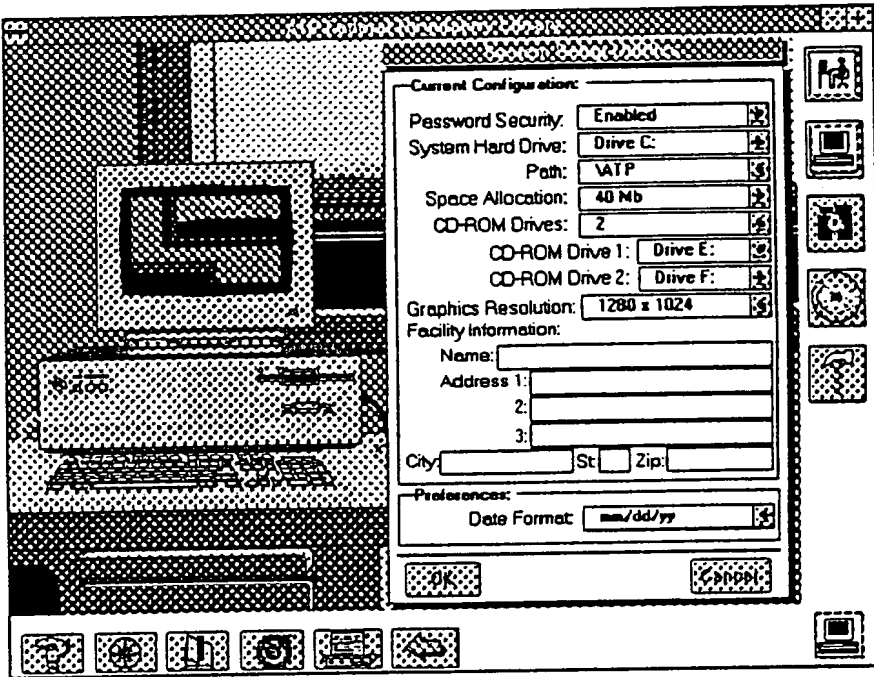 Current Configuration:
Password Security: Enabled
System Hard Drive: Drive C:
Path: \ATP
Space Allocation: 40 Mb
CD-ROM Drives: 2
CD-ROM Drive 1: Drive E:
CD-ROM Drive 2: Drive F:
Graphics Resolution: 1280 x 1024
Facility Information:
Name:
Address 1:
2:
3:
City: St: Zip:
Preferences:
Date Format: mm/dd/yy
OK Cancel